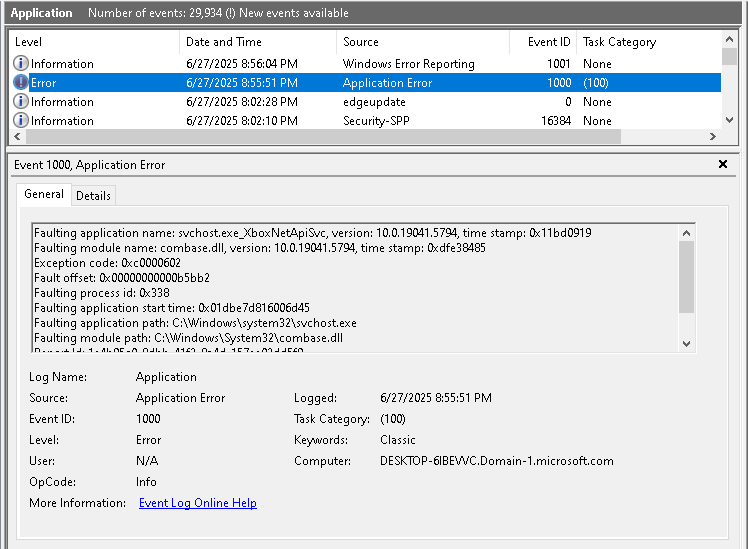 Application Number of events: 29,934 (!) New events available
Level Date and Time Source Event ID Task Category
Information 6/27/2025 8:56:04 PM Windows Error Reporting 1001 None
Error 6/27/2025 8:55:51 PM Application Error 1000 (100)
Information 6/27/2025 8:02:28 PM edgeupdate 0 None
Information 6/27/2025 8:02:10 PM Security-SPP 16384 None
Event 1000, Application Error
General Details
Faulting application name: svchost.exe_XboxNetApiSvc, version: 10.0.19041.5794, time stamp: 0x11bd0919
Faulting module name: combase.dll, version: 10.0.19041.5794, time stamp: 0xdfe38485
Exception code: 0xc0000602
Fault offset: 0x00000000000b5bb2
Faulting process id: 0x338
Faulting application start time: 0x01dbe7d816006d45
Faulting application path: C:\Windows\system32\svchost.exe
Faulting module path: C:\Windows\System32\combase.dll
Report Id:
Log Name: Application
Source: Application Error Logged: 6/27/2025 8:55:51 PM
Event ID: 1000 Task Category: (100)
Level: Error Keywords: Classic
User: N/A Computer: DESKTOP-6IBEVVC.Domain-1.microsoft.com
OpCode: Info
More Information: Event Log Online Help